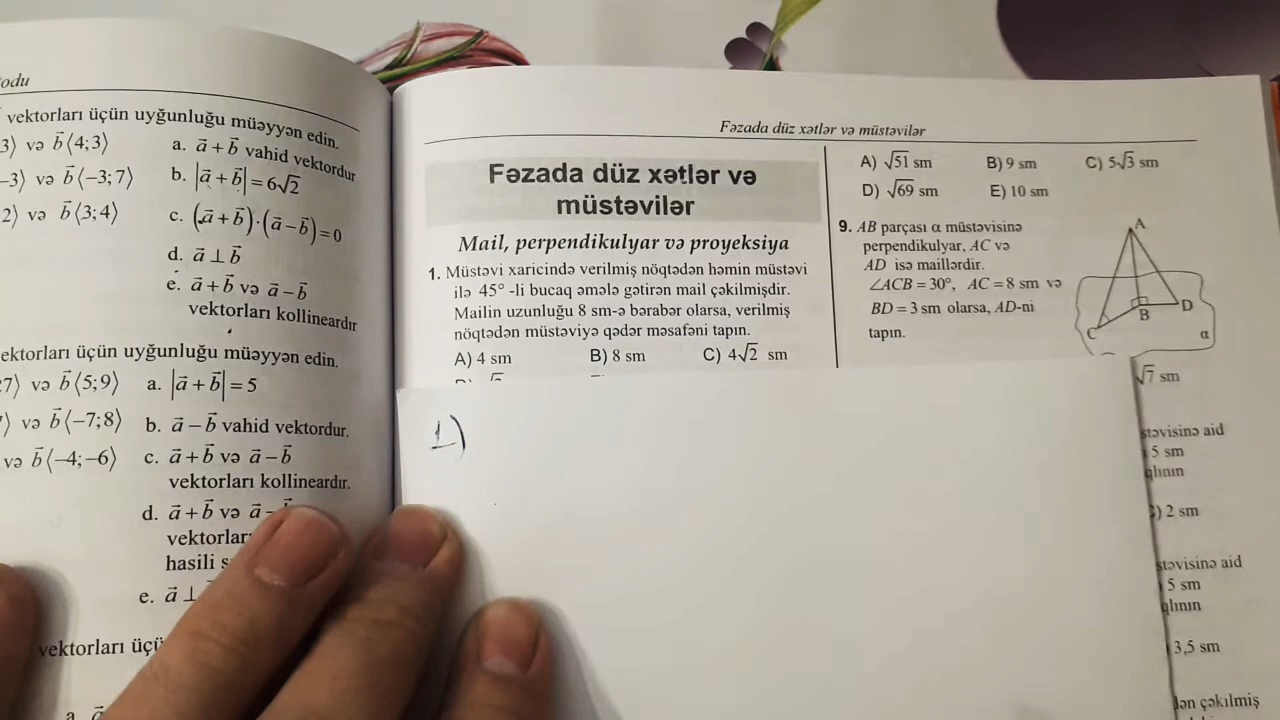 odu
vektorları üçün uyğunluğu müəyyən edin.
3⟩ və b⃗⟨4;3⟩ a. a⃗+b⃗ vahid vektordur
−3⟩ və b⃗⟨−3;7⟩ b. |a⃗+b⃗|=6√2
2⟩ və b⃗⟨3;4⟩ c. (a⃗+b⃗)·(a⃗−b⃗)=0
d. a⃗⊥b⃗
e. a⃗+b⃗ və a⃗−b⃗
vektorları kollineardır
ektorları üçün uyğunluğu müəyyən edin.
27⟩ və b⃗⟨5;9⟩ a. |a⃗+b⃗|=5
⟩ və b⃗⟨−7;8⟩ b. a⃗−b⃗ vahid vektordur.
və b⃗⟨−4;−6⟩ c. a⃗+b⃗ və a⃗−b⃗
vektorları kollineardır.
d. a⃗+b⃗ və a⃗−
vektorlar
hasili s
e. a⃗⊥
vektorları üçü
a
Fəzada düz xətlər və müstəvilər
Fəzada düz xətlər və
müstəvilər
Mail, perpendikulyar və proyeksiya
1. Müstəvi xaricində verilmiş nöqtədən həmin müstəvi
ilə 45° -li bucaq əmələ gətirən mail çəkilmişdir.
Mailin uzunluğu 8 sm-ə bərabər olarsa, verilmiş
nöqtədən müstəviyə qədər məsafəni tapın.
A) 4 sm B) 8 sm C) 4√2 sm
1)
A) √51 sm B) 9 sm C) 5√3 sm
D) √69 sm E) 10 sm
9. AB parçası α müstəvisinə
perpendikulyar, AC və
AD isə maillərdir.
∠ACB = 30°, AC = 8 sm və
BD = 3 sm olarsa, AD-ni
tapın.
A
B
D
C
α
√7 sm
stəvisinə aid
5 sm
qlının
) 2 sm
stəvisinə aid
5 sm
qlının
3,5 sm
dən çəkilmiş